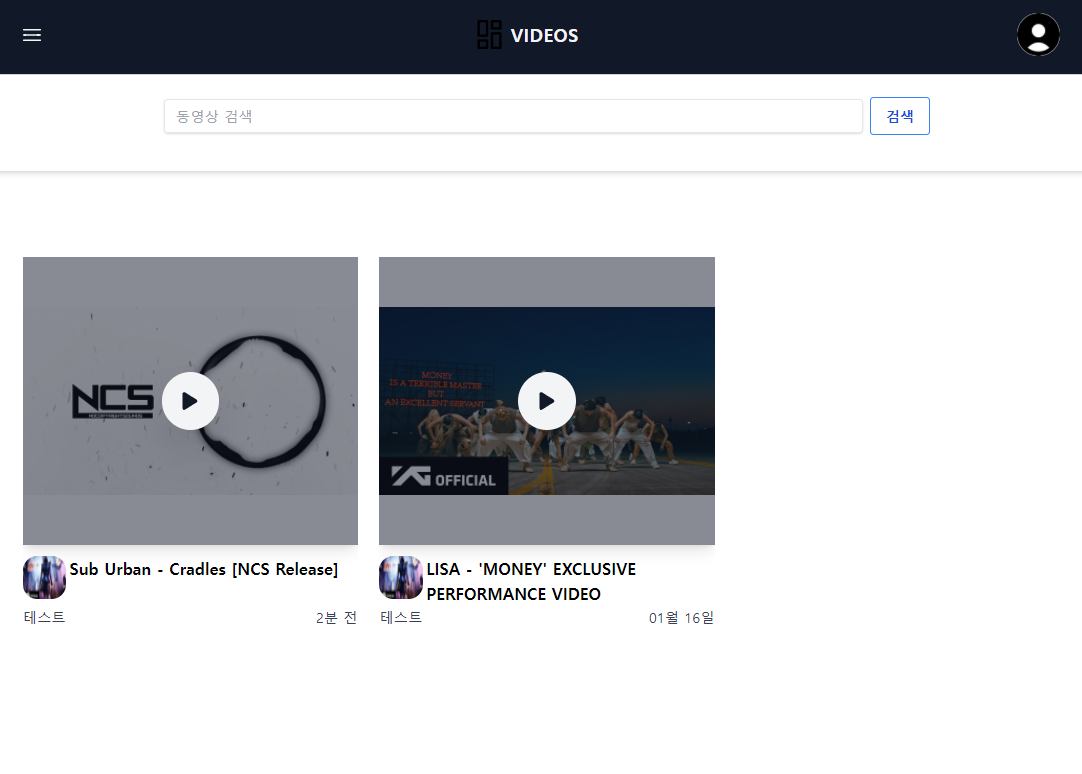 VIDEOS
동영상 검색
검색
NCS
NOCOPYRIGHTSOUNDS
MONEY
IS A TERRIBLE MASTER
BUT
AN EXCELLENT SERVANT
YG OFFICIAL
Sub Urban - Cradles [NCS Release]
테스트
2분 전
LISA - 'MONEY' EXCLUSIVE
PERFORMANCE VIDEO
테스트
01월 16일